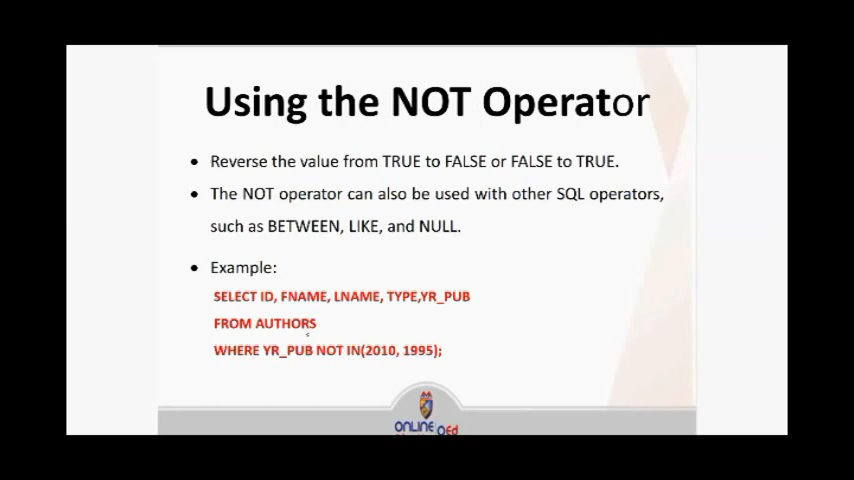 Using the NOT Operator
• Reverse the value from TRUE to FALSE or FALSE to TRUE.
• The NOT operator can also be used with other SQL operators,
such as BETWEEN, LIKE, and NULL.
• Example:
SELECT ID, FNAME, LNAME, TYPE,YR_PUB
FROM AUTHORS
WHERE YR_PUB NOT IN(2010, 1995);
ONLINE
OEd